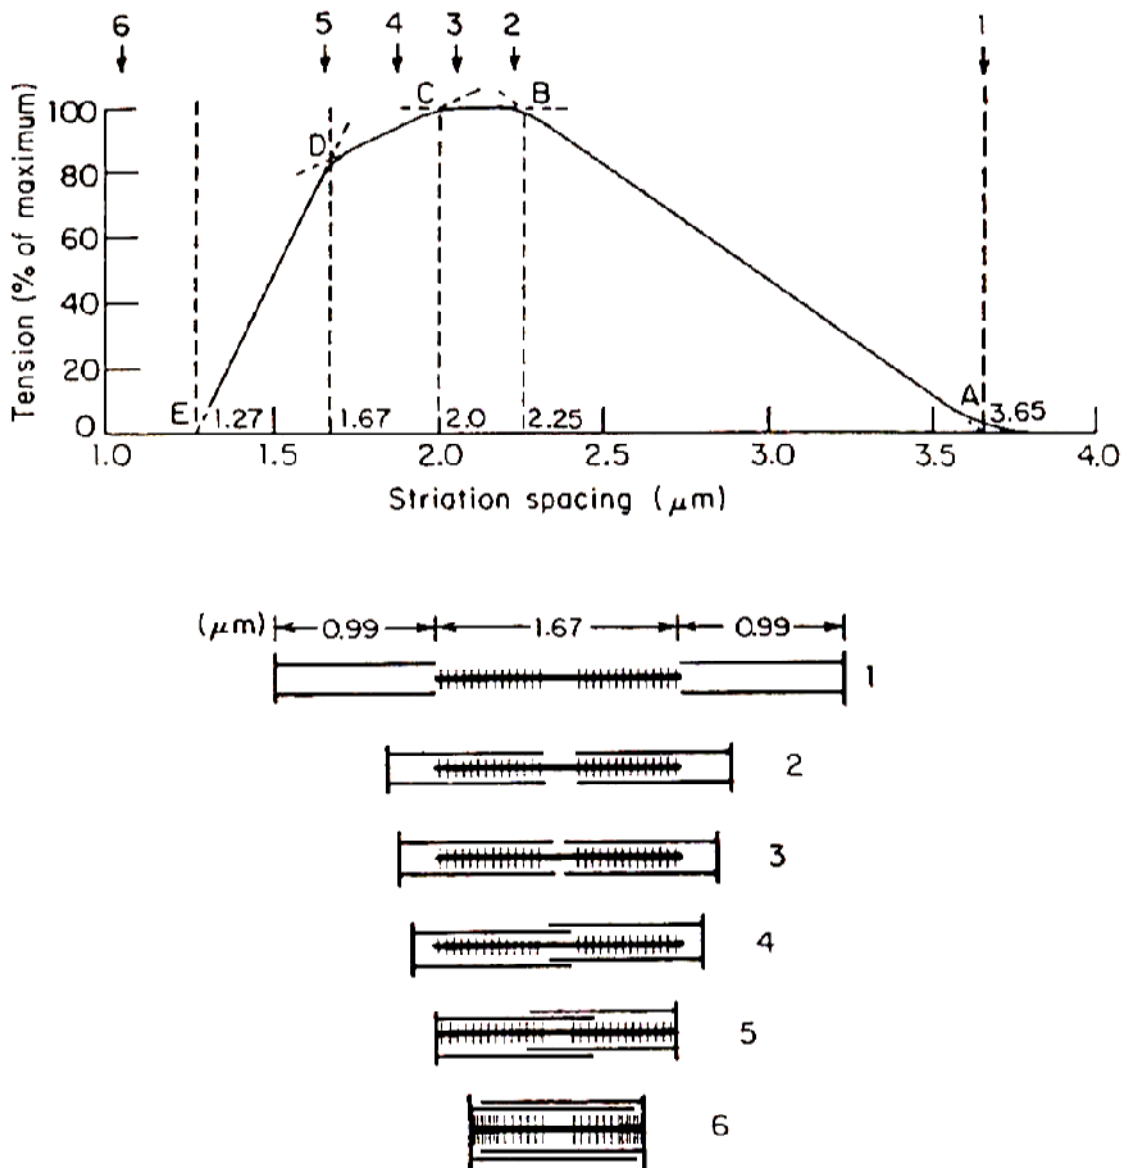 6 5 4 3 2 1
Tension (% of maximum)
100 C B
D
80
60
40
20
A
E 1.27 1.67 2.0 2.25 3.65
0
1.0 1.5 2.0 2.5 3.0 3.5 4.0
Striation spacing (μm)
(μm) 0.99 1.67 0.99
1
2
3
4
5
6